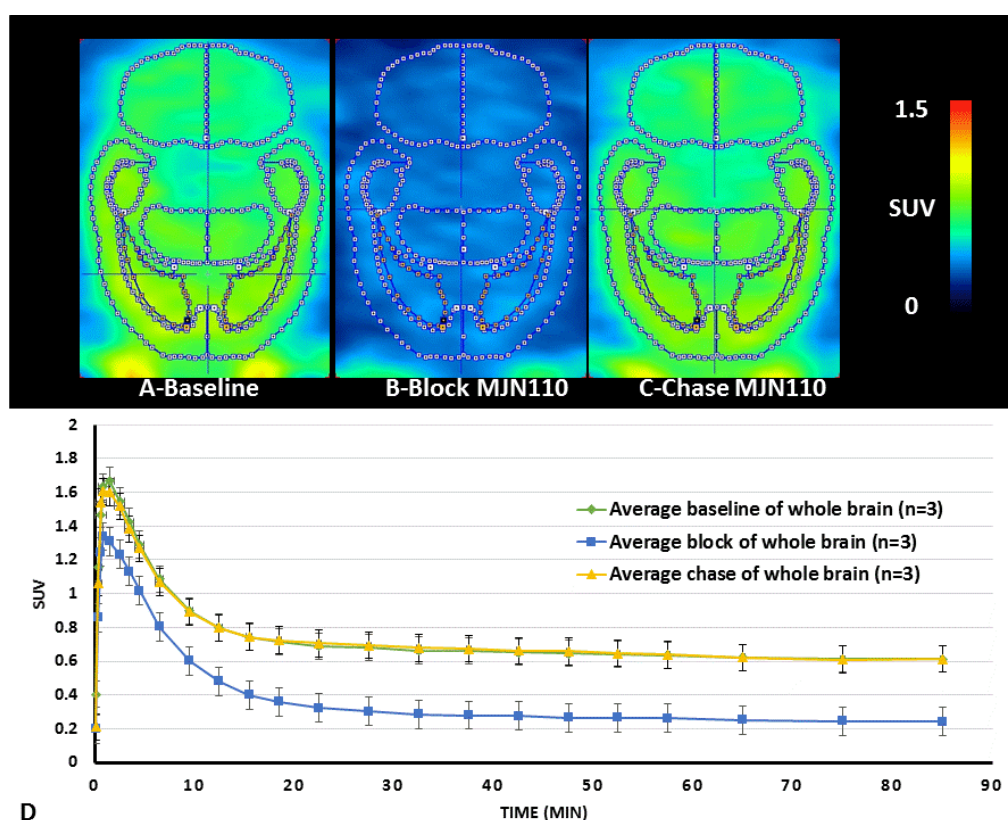 1.5
SUV
0
A-Baseline
B-Block MJN110
C-Chase MJN110
2
1.8
1.6
1.4
1.2
1
0.8
0.6
0.4
0.2
0
SUV
Average baseline of whole brain (n=3)
Average block of whole brain (n=3)
Average chase of whole brain (n=3)
0 10 20 30 40 50 60 70 80 90
TIME (MIN)
D